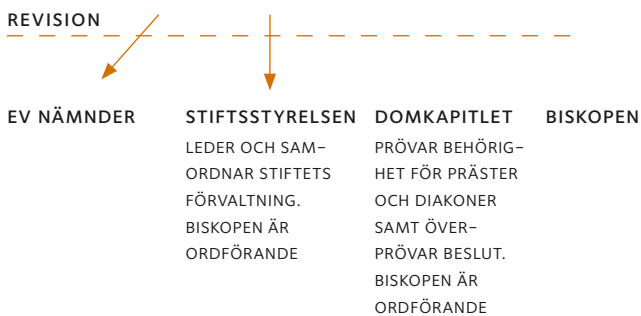 REVISION
EV NÄMNDER
STIFTSSTYRELSEN
LEDER OCH SAM–
ORDNAR STIFTETS
FÖRVALTNING.
BISKOPEN ÄR
ORDFÖRANDE
DOMKAPITLET
PRÖVAR BEHÖRIG–
HET FÖR PRÄSTER
OCH DIAKONER
SAMT ÖVER–
PRÖVAR BESLUT.
BISKOPEN ÄR
ORDFÖRANDE
BISKOPEN